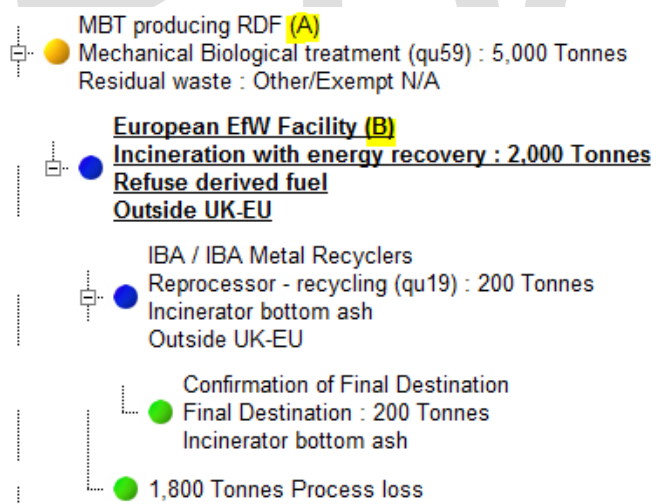 MBT producing RDF (A)
Mechanical Biological treatment (qu59) : 5,000 Tonnes
Residual waste : Other/Exempt N/A
European EfW Facility (B)
Incineration with energy recovery : 2,000 Tonnes
Refuse derived fuel
Outside UK-EU
IBA / IBA Metal Recyclers
Reprocessor - recycling (qu19) : 200 Tonnes
Incinerator bottom ash
Outside UK-EU
Confirmation of Final Destination
Final Destination : 200 Tonnes
Incinerator bottom ash
1,800 Tonnes Process loss